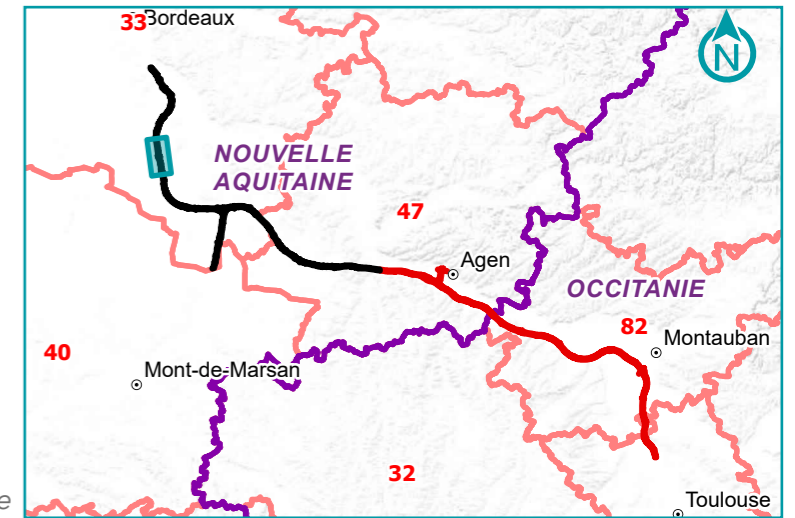 Bordeaux
33
N
NOUVELLE
AQUITAINE
47
Agen
OCCITANIE
82
Montauban
40
Mont-de-Marsan
32
Toulouse
e